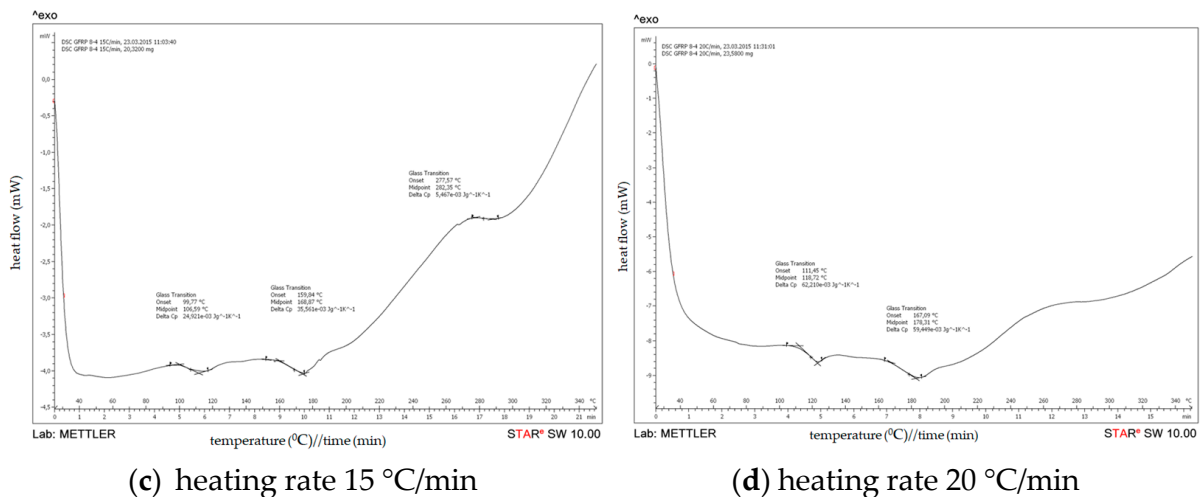 ^exo
mW
DSC GFRP 8-4 15C/min, 23.03.2015 11:03:40
DSC GFRP 8-4 15C/min, 20,3200 mg
Glass Transition
Onset 277,57 °C
Midpoint 282,35 °C
Delta Cp 5,467e-03 Jg^-1K^-1
Glass Transition
Onset 99,77 °C
Midpoint 106,59 °C
Delta Cp 24,921e-03 Jg^-1K^-1
Glass Transition
Onset 159,84 °C
Midpoint 168,87 °C
Delta Cp 35,561e-03 Jg^-1K^-1
heat flow (mW)
0,0
-0,5
-1,0
-1,5
-2,0
-2,5
-3,0
-3,5
-4,0
-4,5
40 60 80 100 120 140 160 180 200 220 240 260 280 300 320 340 °C
0 1 2 3 4 5 6 7 8 9 10 11 12 13 14 15 16 17 18 19 20 21 min
Lab: METTLER
temperature (⁰C)//time (min)
STARᵉ SW 10.00
(c) heating rate 15 °C/min
^exo
mW
DSC GFRP 8-4 20C/min, 23.03.2015 11:31:01
DSC GFRP 8-4 20C/min, 23,5800 mg
Glass Transition
Onset 111,45 °C
Midpoint 118,72 °C
Delta Cp 62,210e-03 Jg^-1K^-1
Glass Transition
Onset 167,09 °C
Midpoint 178,31 °C
Delta Cp 59,449e-03 Jg^-1K^-1
heat flow (mW)
0
-1
-2
-3
-4
-5
-6
-7
-8
-9
40 60 80 100 120 140 160 180 200 220 240 260 280 300 320 340 °C
0 1 2 3 4 5 6 7 8 9 10 11 12 13 14 15 min
Lab: METTLER
temperature (⁰C)//time (min)
STARᵉ SW 10.00
(d) heating rate 20 °C/min